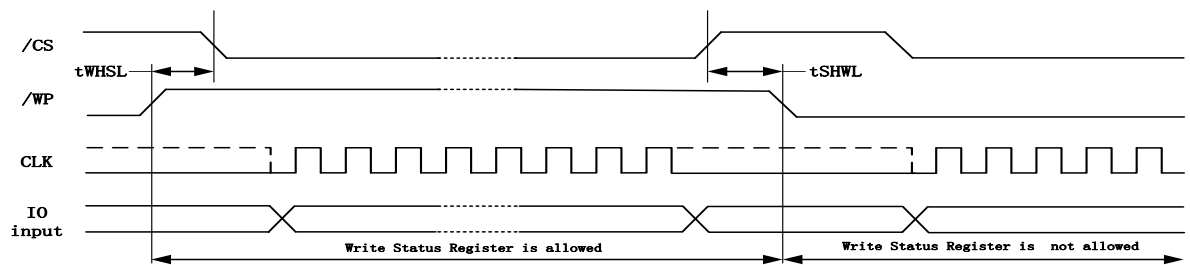 /CS
tWHSL
tSHWL
/WP
CLK
IO
input
Write Status Register is allowed
Write Status Register is not allowed